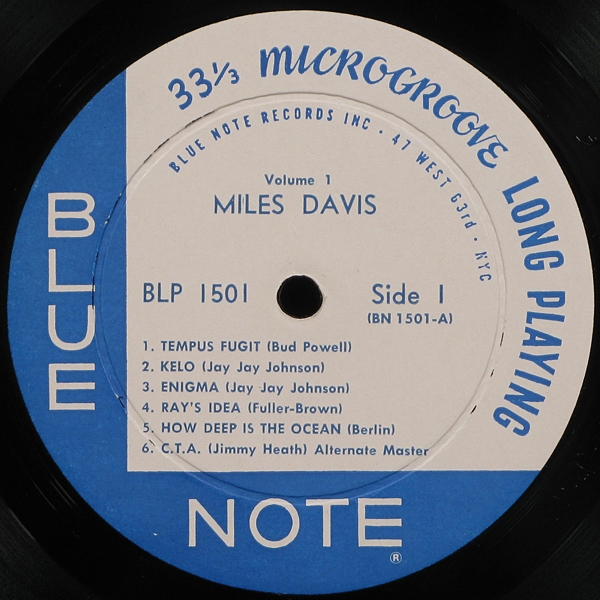 33⅓ MICROGROOVE LONG PLAYING
BLUE NOTE RECORDS INC · 47 WEST 63rd · NYC
Volume 1
MILES DAVIS
BLP 1501
Side 1
(BN 1501-A)
1. TEMPUS FUGIT (Bud Powell)
2. KELO (Jay Jay Johnson)
3. ENIGMA (Jay Jay Johnson)
4. RAY'S IDEA (Fuller-Brown)
5. HOW DEEP IS THE OCEAN (Berlin)
6. C.T.A. (Jimmy Heath) Alternate Master
BLUE
NOTE
®